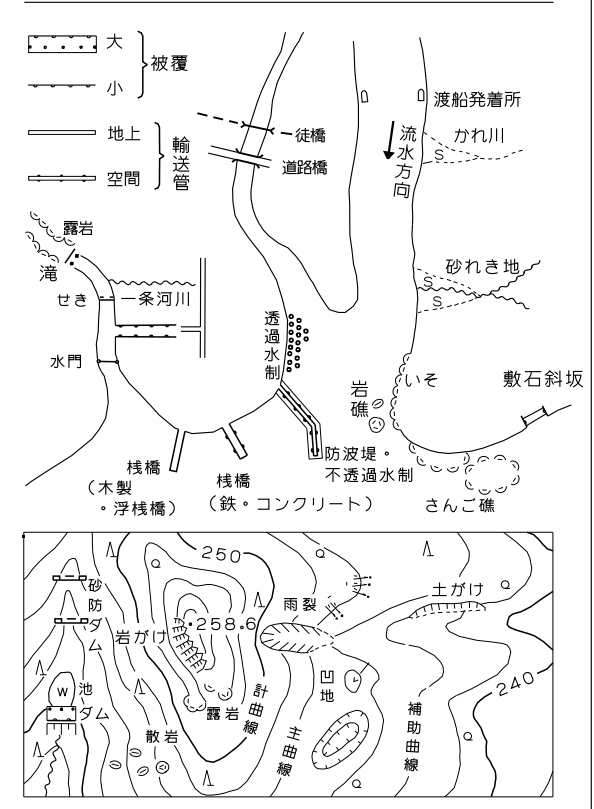 大
小
被覆
地上
空間
輸送管
徒橋
道路橋
渡船発着所
流水方向
かれ川
S
砂れき地
S
S
露岩
滝
せき
一条河川
水門
透過水制
岩礁
いそ
敷石斜坂
桟橋
(木製
・浮桟橋)
桟橋
(鉄・コンクリート)
防波堤・
不透過水制
さんご礁
250
砂防ダム
岩がけ
・258.6
雨裂
土がけ
W
池
ダム
散岩
露岩
計曲線
主曲線
凹地
補助曲線
240